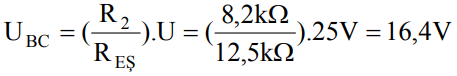 U_BC = (R_2 / R_EŞ).U = (8,2kΩ / 12,5kΩ).25V = 16,4V